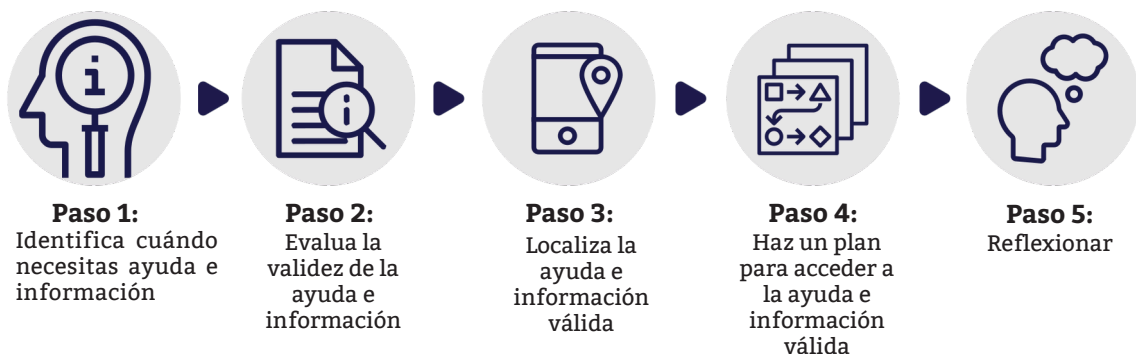 Paso 1:
Identifica cuándo
necesitas ayuda e
información
Paso 2:
Evalua la
validez de la
ayuda e
información
Paso 3:
Localiza la
ayuda e
información
válida
Paso 4:
Haz un plan
para acceder a
la ayuda e
información
válida
Paso 5:
Reflexionar